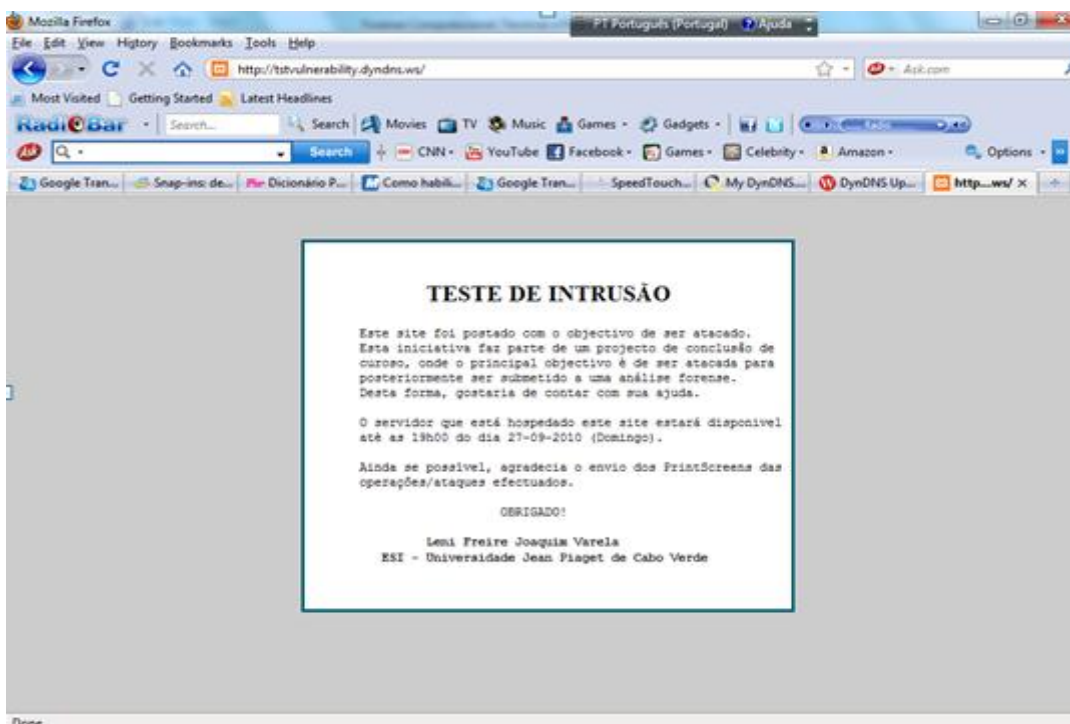 Mozilla Firefox
PT Português (Portugal) Ajuda
File Edit View History Bookmarks Tools Help
http://tstvulnerability.dyndns.ws/
Ask.com
Most Visited Getting Started Latest Headlines
RadioBar Search... Search Movies TV Music Games Gadgets Radio
Ask Search CNN YouTube Facebook Games Celebrity Amazon Options
Google Tran... Snap-ins: de... Dicionário P... Como habili... Google Tran... SpeedTouch... My DynDNS... DynDNS Up... http....ws/
TESTE DE INTRUSÃO
Este site foi postado com o objectivo de ser atacado.
Esta iniciativa faz parte de um projecto de conclusão de
curoso, onde o principal objectivo é de ser atacada para
posteriormente ser submetido a uma análise forense.
Desta forma, gostaria de contar com sua ajuda.
O servidor que está hospedado este site estará disponivel
até as 19h00 do dia 27-09-2010 (Domingo).
Ainda se possível, agradecia o envio dos PrintScreens das
operações/ataques efectuados.
OBRIGADO!
Leni Freire Joaquim Varela
ESI - Universidade Jean Piaget de Cabo Verde
Done